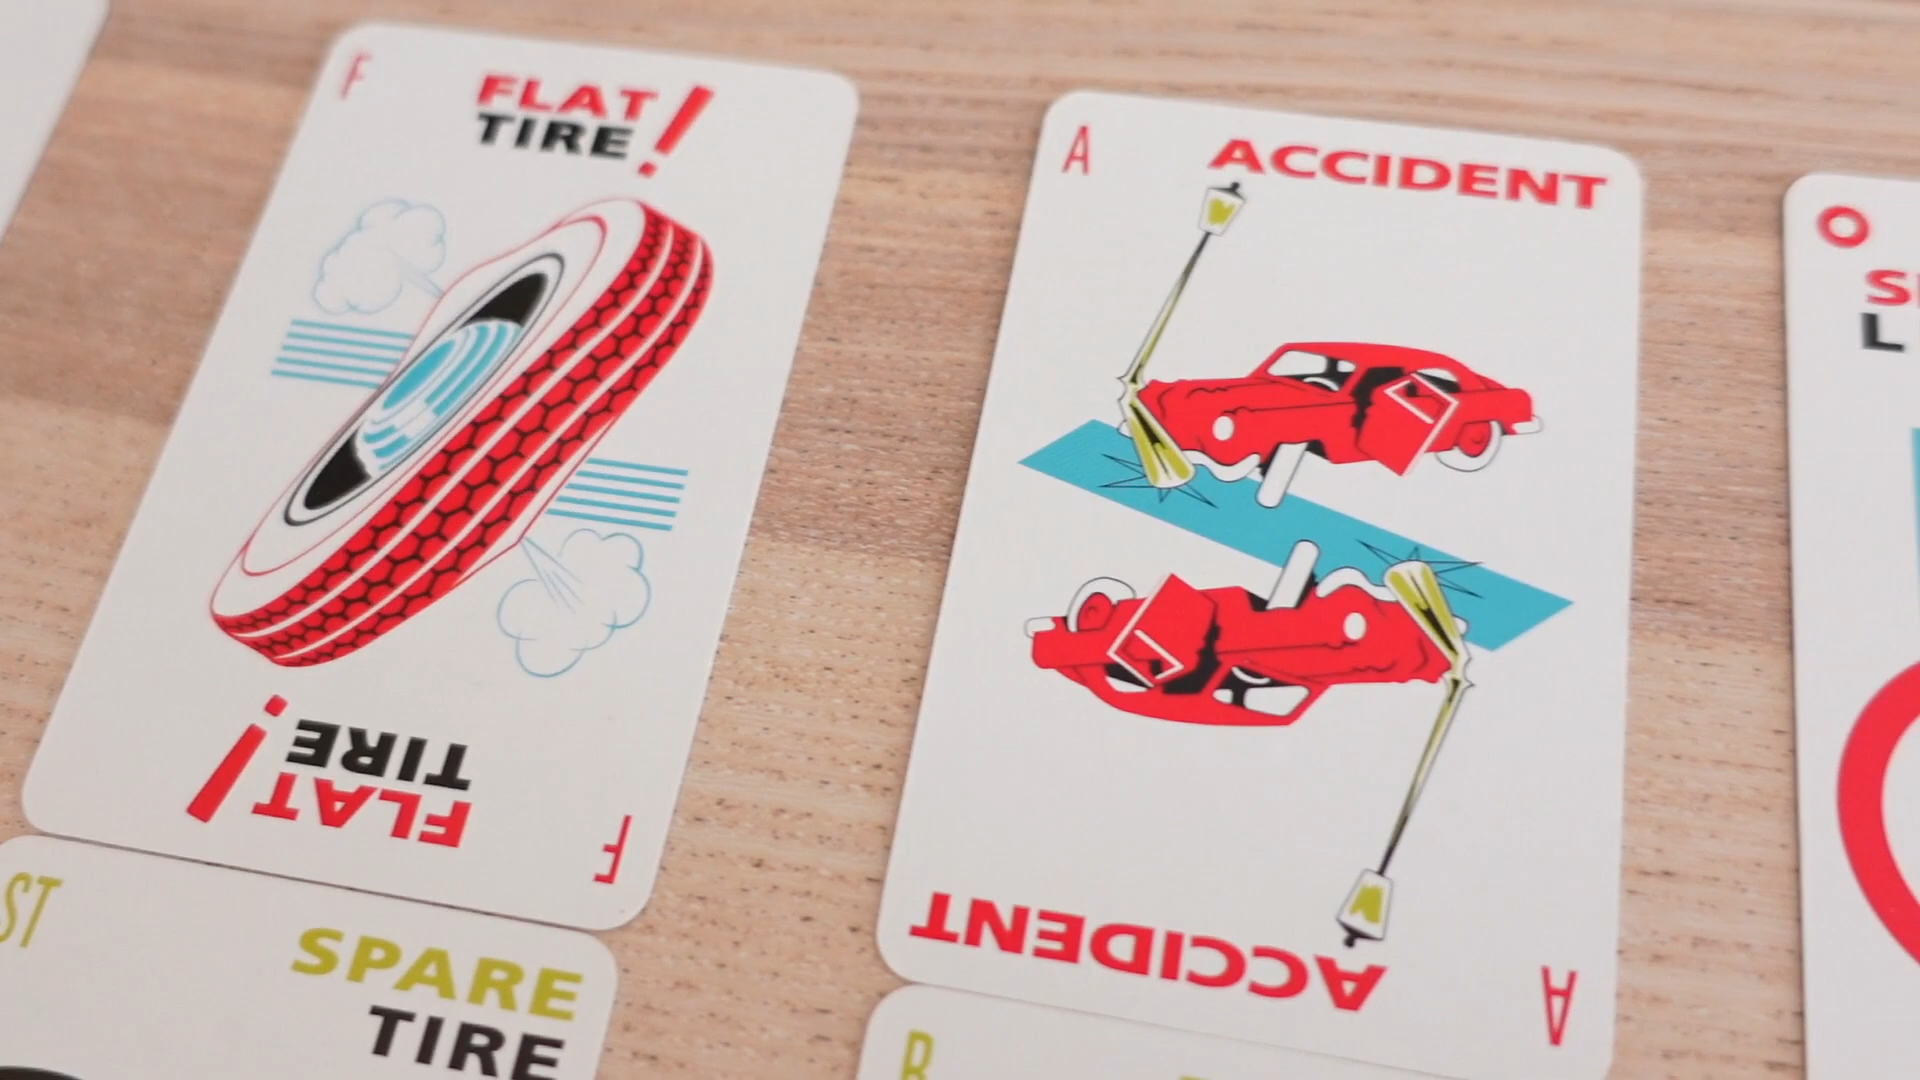 F
FLAT!
TIRE
FLAT!
TIRE
F
A
ACCIDENT
ACCIDENT
A
O
L
ST
SPARE
TIRE